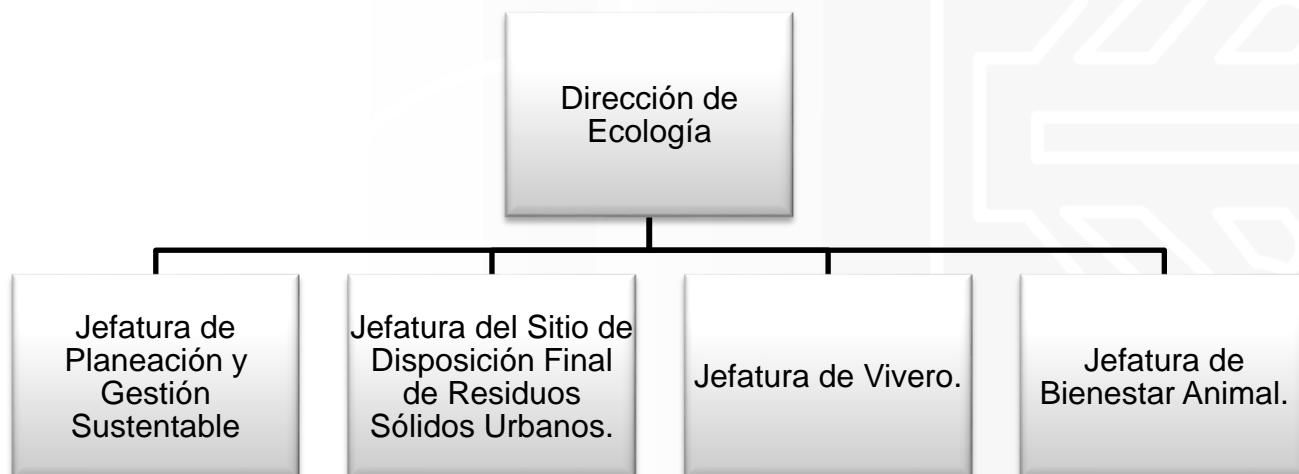 Dirección de
Ecología
Jefatura de
Planeación y
Gestión
Sustentable
Jefatura del Sitio de
Disposición Final
de Residuos
Sólidos Urbanos.
Jefatura de Vivero.
Jefatura de
Bienestar Animal.